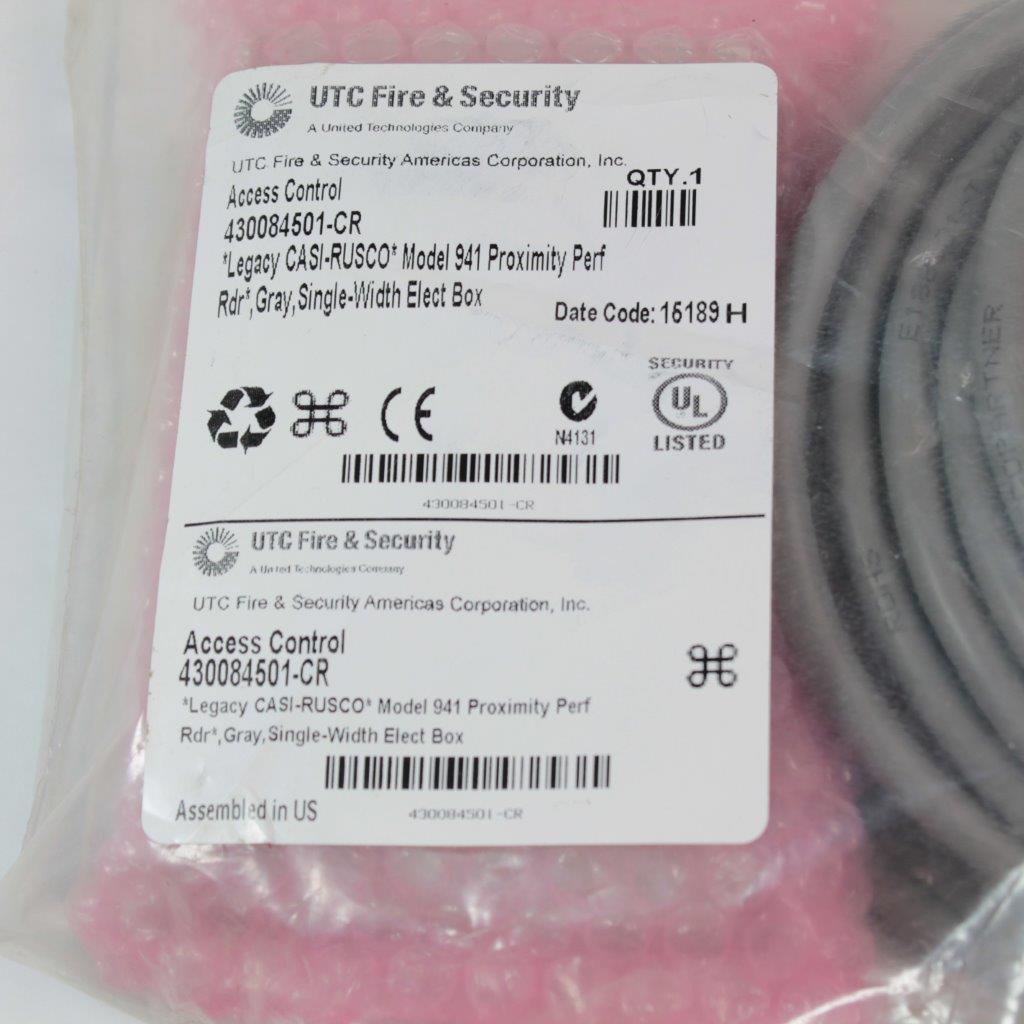 UTC Fire & Security
A United Technologies Company
UTC Fire & Security Americas Corporation, Inc.
QTY.1
Access Control
430084501-CR
*Legacy CASI-RUSCO* Model 941 Proximity Perf
Rdr*,Gray,Single-Width Elect Box
Date Code: 15189 H
CE
N4131
SECURITY
UL
LISTED
430084501-CR
UTC Fire & Security
A United Technologies Company
UTC Fire & Security Americas Corporation, Inc.
Access Control
430084501-CR
*Legacy CASI-RUSCO* Model 941 Proximity Perf
Rdr*,Gray,Single-Width Elect Box
Assembled in US
430084501-CR